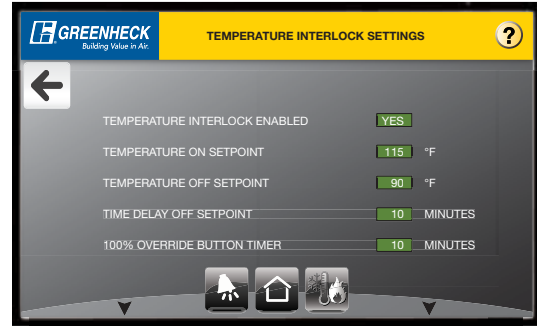 GREENHECK
Building Value in Air.
TEMPERATURE INTERLOCK SETTINGS
?
TEMPERATURE INTERLOCK ENABLED YES
TEMPERATURE ON SETPOINT 115 °F
TEMPERATURE OFF SETPOINT 90 °F
TIME DELAY OFF SETPOINT 10 MINUTES
100% OVERRIDE BUTTON TIMER 10 MINUTES